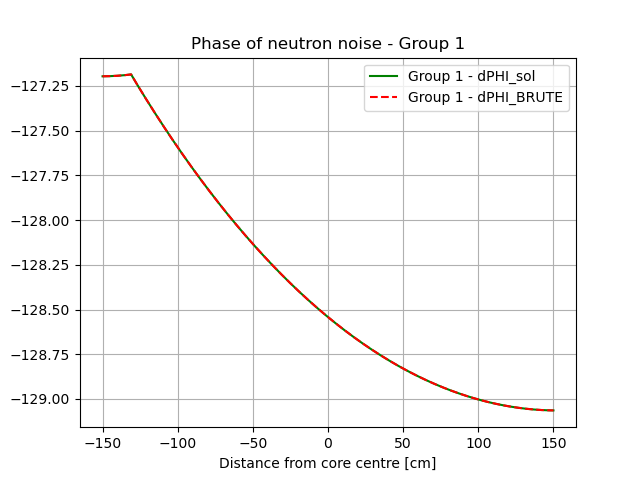 Phase of neutron noise - Group 1
Group 1 - dPHI_sol
Group 1 - dPHI_BRUTE
−127.25
−127.50
−127.75
−128.00
−128.25
−128.50
−128.75
−129.00
−150 −100 −50 0 50 100 150
Distance from core centre [cm]